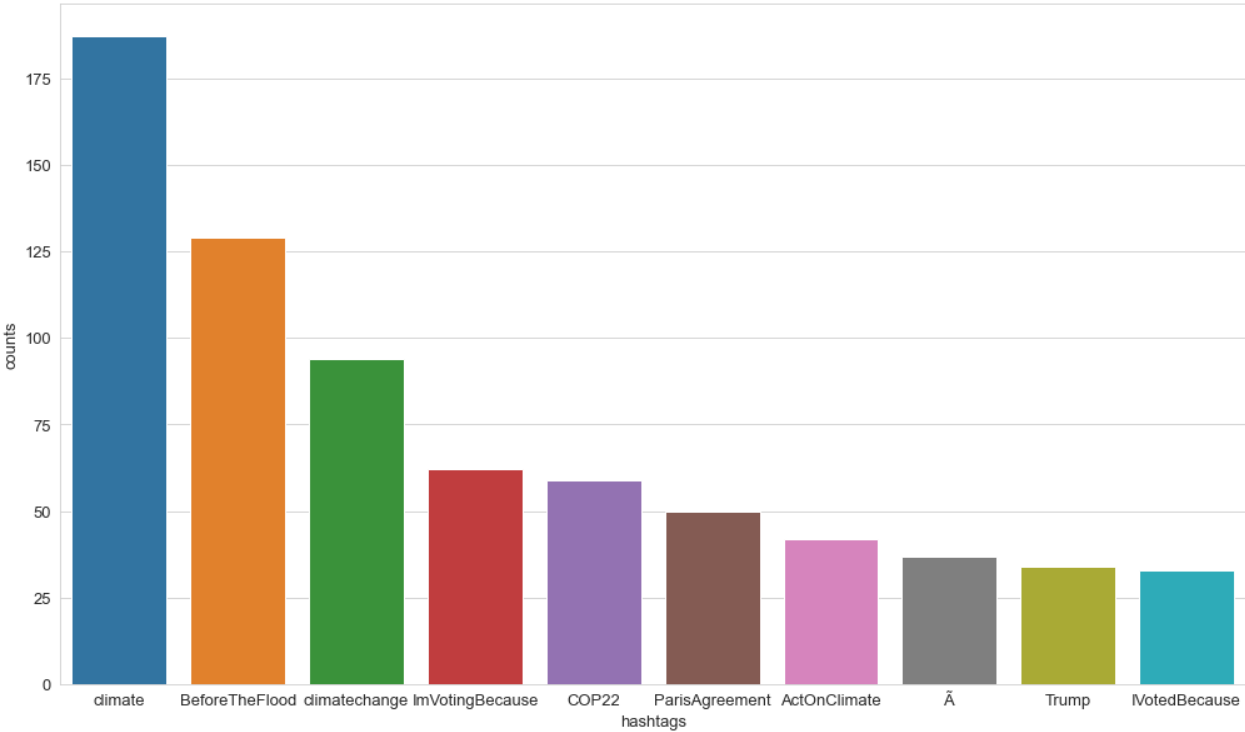 175
150
125
100
75
50
25
0
counts
climate BeforeTheFlood climatechange ImVotingBecause COP22 ParisAgreement ActOnClimate Ã Trump IVotedBecause
hashtags